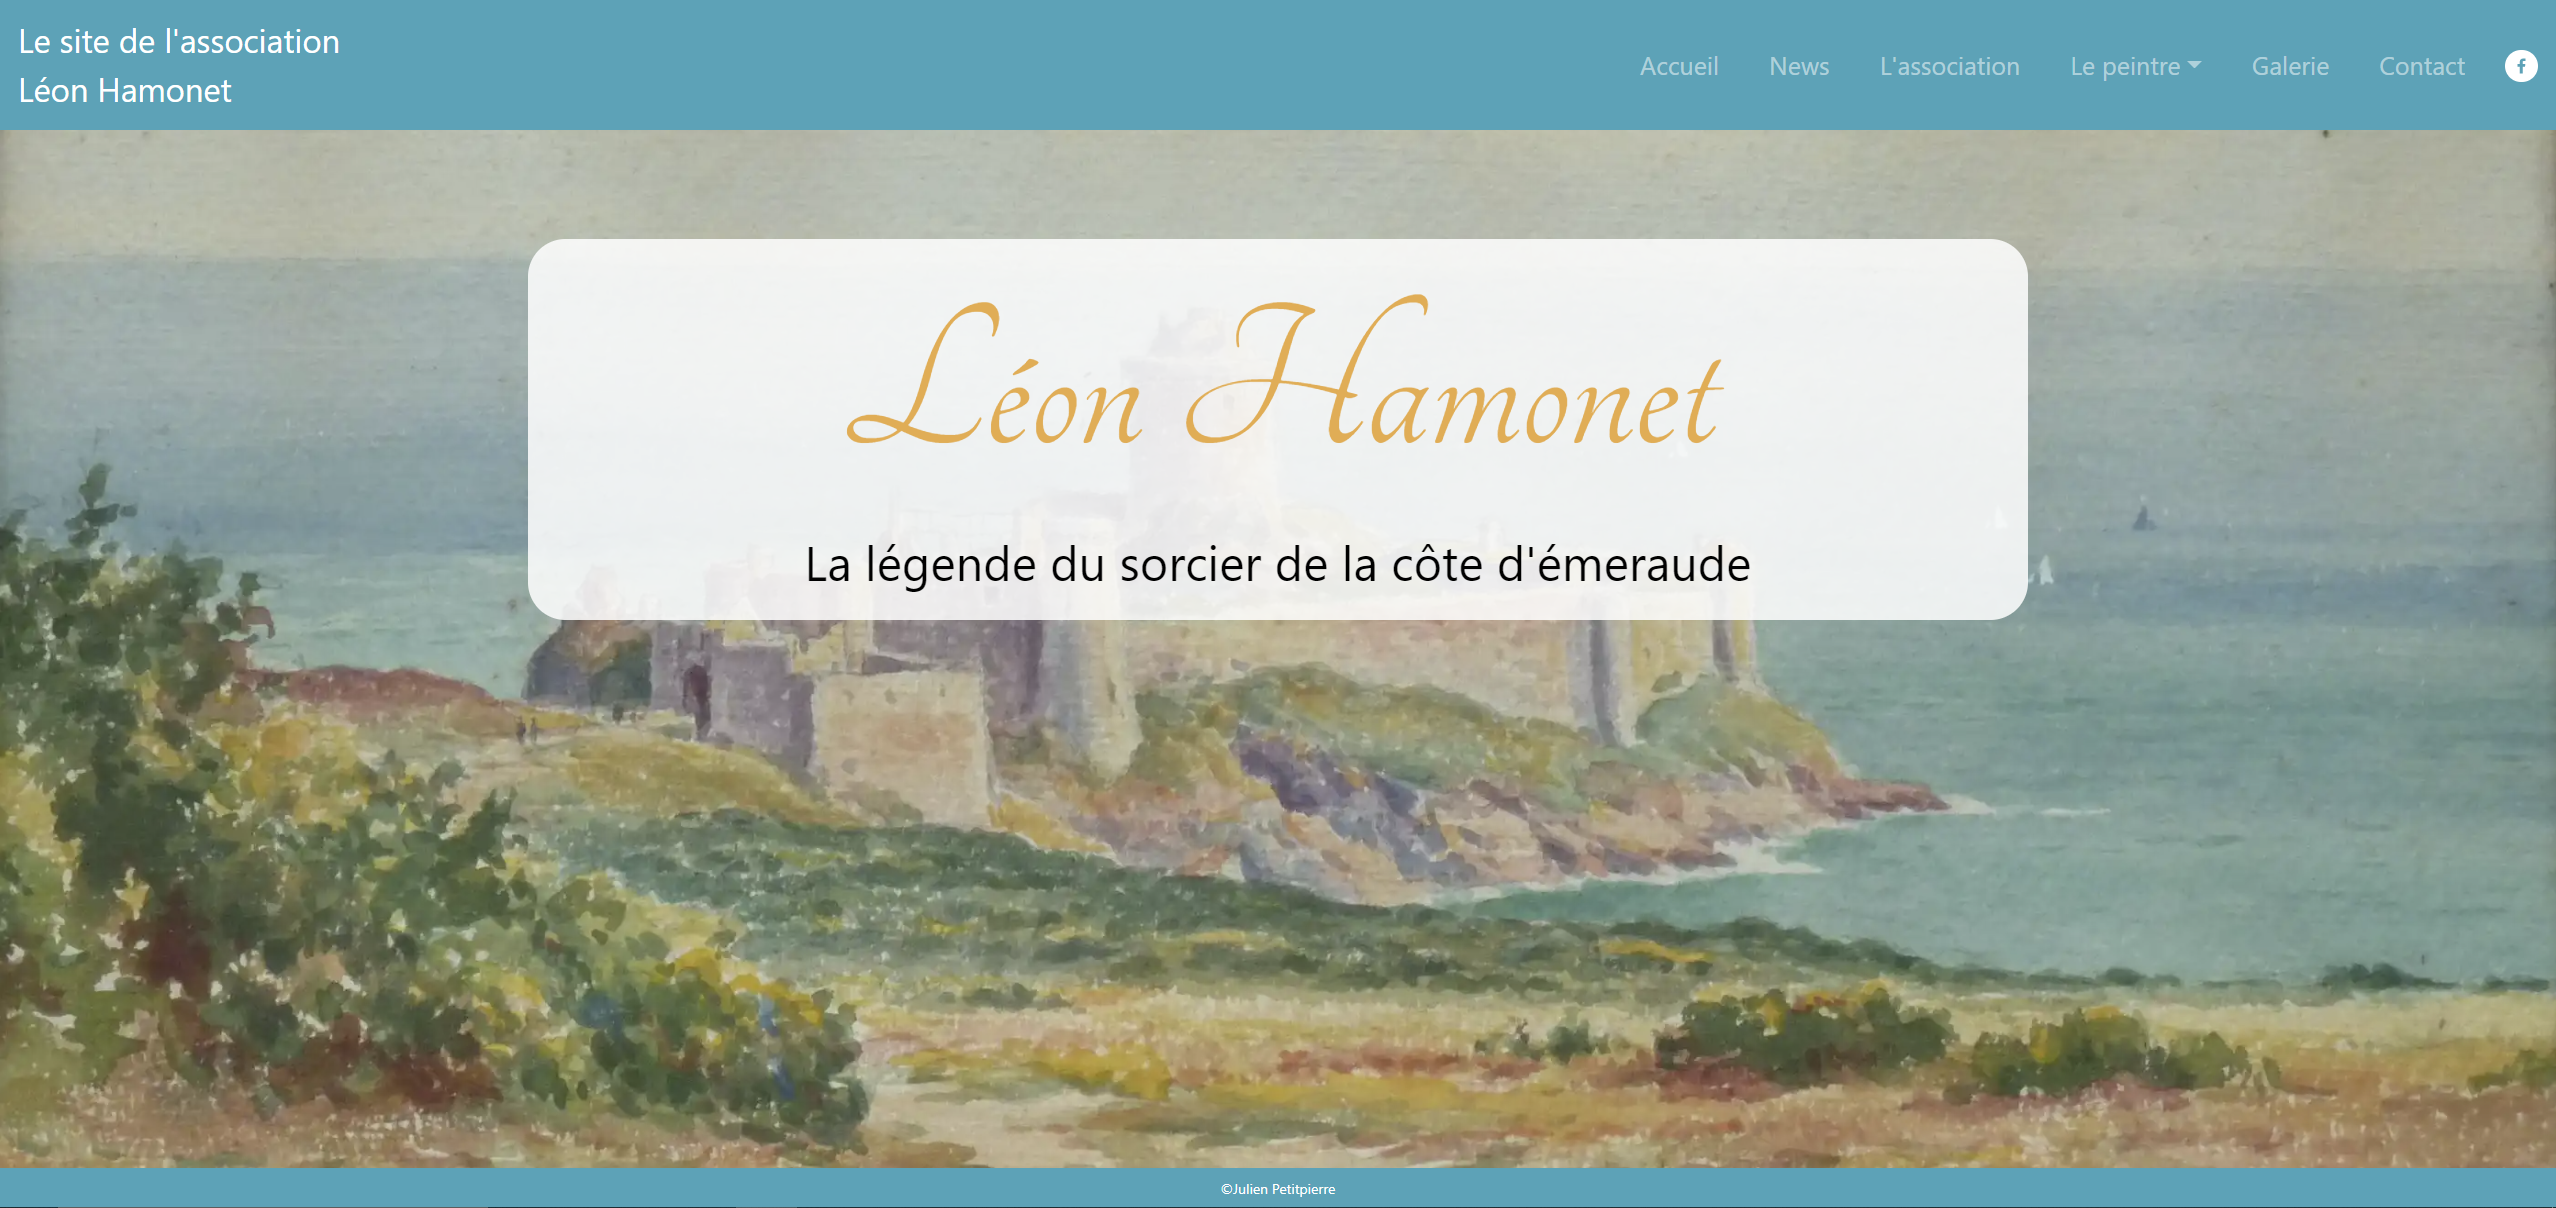 Le site de l'association
Léon Hamonet
Accueil News L'association Le peintre Galerie Contact
Léon Hamonet
La légende du sorcier de la côte d'émeraude
©Julien Petitpierre